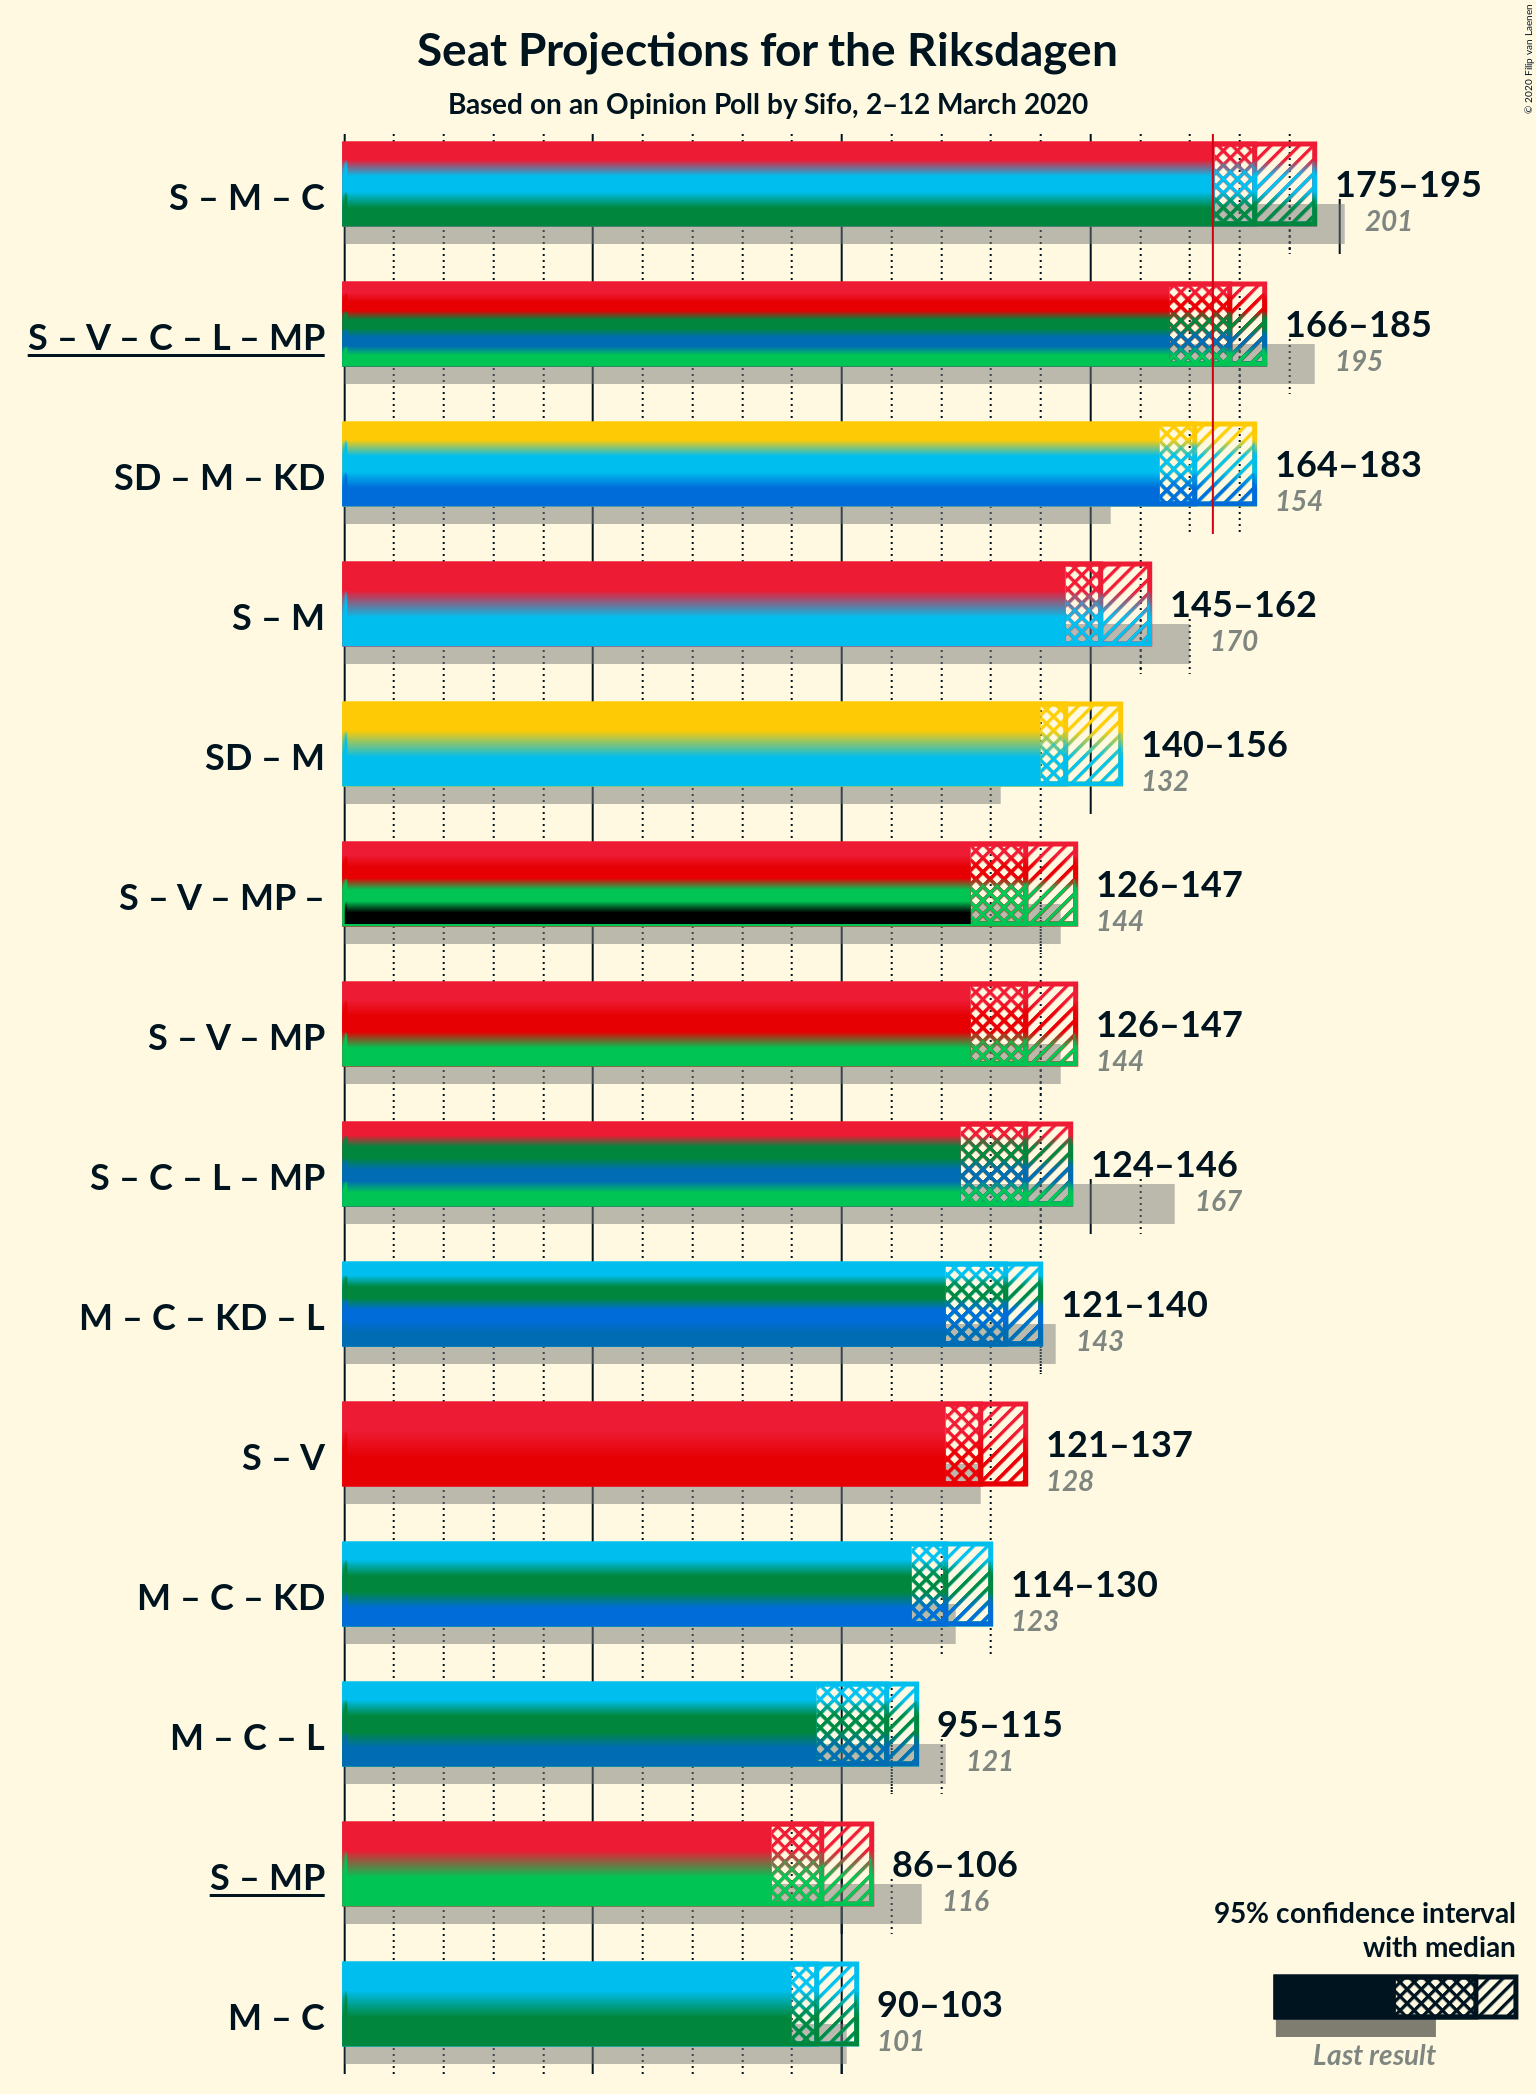 Seat Projections for the Riksdagen
Based on an Opinion Poll by Sifo, 2–12 March 2020
© 2020 Filip van Laenen
S – M – C
175–195
201
S – V – C – L – MP
166–185
195
SD – M – KD
164–183
154
S – M
145–162
170
SD – M
140–156
132
S – V – MP –
126–147
144
S – V – MP
126–147
144
S – C – L – MP
124–146
167
M – C – KD – L
121–140
143
S – V
121–137
128
M – C – KD
114–130
123
M – C – L
95–115
121
S – MP
86–106
116
M – C
90–103
101
95% confidence interval
with median
Last result